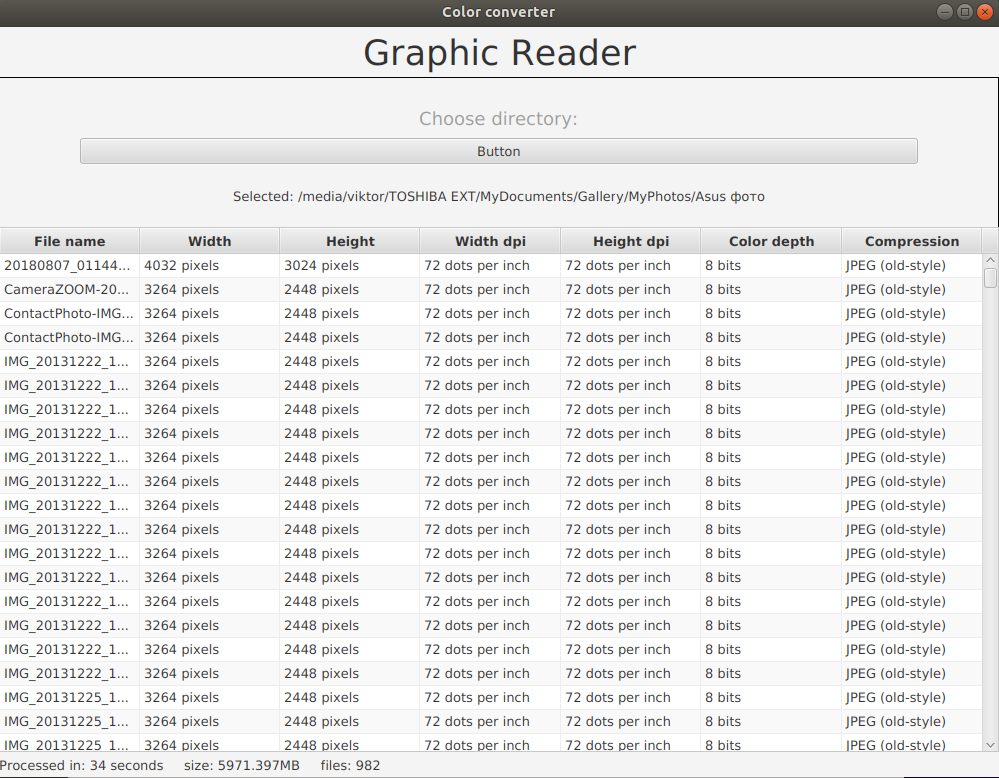 Color converter
Graphic Reader
Choose directory:
Button
Selected: /media/viktor/TOSHIBA EXT/MyDocuments/Gallery/MyPhotos/Asus фото
File name Width Height Width dpi Height dpi Color depth Compression
20180807_01144... 4032 pixels 3024 pixels 72 dots per inch 72 dots per inch 8 bits JPEG (old-style)
CameraZOOM-20... 3264 pixels 2448 pixels 72 dots per inch 72 dots per inch 8 bits JPEG (old-style)
ContactPhoto-IMG... 3264 pixels 2448 pixels 72 dots per inch 72 dots per inch 8 bits JPEG (old-style)
ContactPhoto-IMG... 3264 pixels 2448 pixels 72 dots per inch 72 dots per inch 8 bits JPEG (old-style)
IMG_20131222_1... 3264 pixels 2448 pixels 72 dots per inch 72 dots per inch 8 bits JPEG (old-style)
IMG_20131222_1... 3264 pixels 2448 pixels 72 dots per inch 72 dots per inch 8 bits JPEG (old-style)
IMG_20131222_1... 3264 pixels 2448 pixels 72 dots per inch 72 dots per inch 8 bits JPEG (old-style)
IMG_20131222_1... 3264 pixels 2448 pixels 72 dots per inch 72 dots per inch 8 bits JPEG (old-style)
IMG_20131222_1... 3264 pixels 2448 pixels 72 dots per inch 72 dots per inch 8 bits JPEG (old-style)
IMG_20131222_1... 3264 pixels 2448 pixels 72 dots per inch 72 dots per inch 8 bits JPEG (old-style)
IMG_20131222_1... 3264 pixels 2448 pixels 72 dots per inch 72 dots per inch 8 bits JPEG (old-style)
IMG_20131222_1... 3264 pixels 2448 pixels 72 dots per inch 72 dots per inch 8 bits JPEG (old-style)
IMG_20131222_1... 3264 pixels 2448 pixels 72 dots per inch 72 dots per inch 8 bits JPEG (old-style)
IMG_20131222_1... 3264 pixels 2448 pixels 72 dots per inch 72 dots per inch 8 bits JPEG (old-style)
IMG_20131222_1... 3264 pixels 2448 pixels 72 dots per inch 72 dots per inch 8 bits JPEG (old-style)
IMG_20131222_1... 3264 pixels 2448 pixels 72 dots per inch 72 dots per inch 8 bits JPEG (old-style)
IMG_20131222_1... 3264 pixels 2448 pixels 72 dots per inch 72 dots per inch 8 bits JPEG (old-style)
IMG_20131222_1... 3264 pixels 2448 pixels 72 dots per inch 72 dots per inch 8 bits JPEG (old-style)
IMG_20131225_1... 3264 pixels 2448 pixels 72 dots per inch 72 dots per inch 8 bits JPEG (old-style)
IMG_20131225_1... 3264 pixels 2448 pixels 72 dots per inch 72 dots per inch 8 bits JPEG (old-style)
IMG_20131225_1... 3264 pixels 2448 pixels 72 dots per inch 72 dots per inch 8 bits JPEG (old-style)
Processed in: 34 seconds size: 5971.397MB files: 982